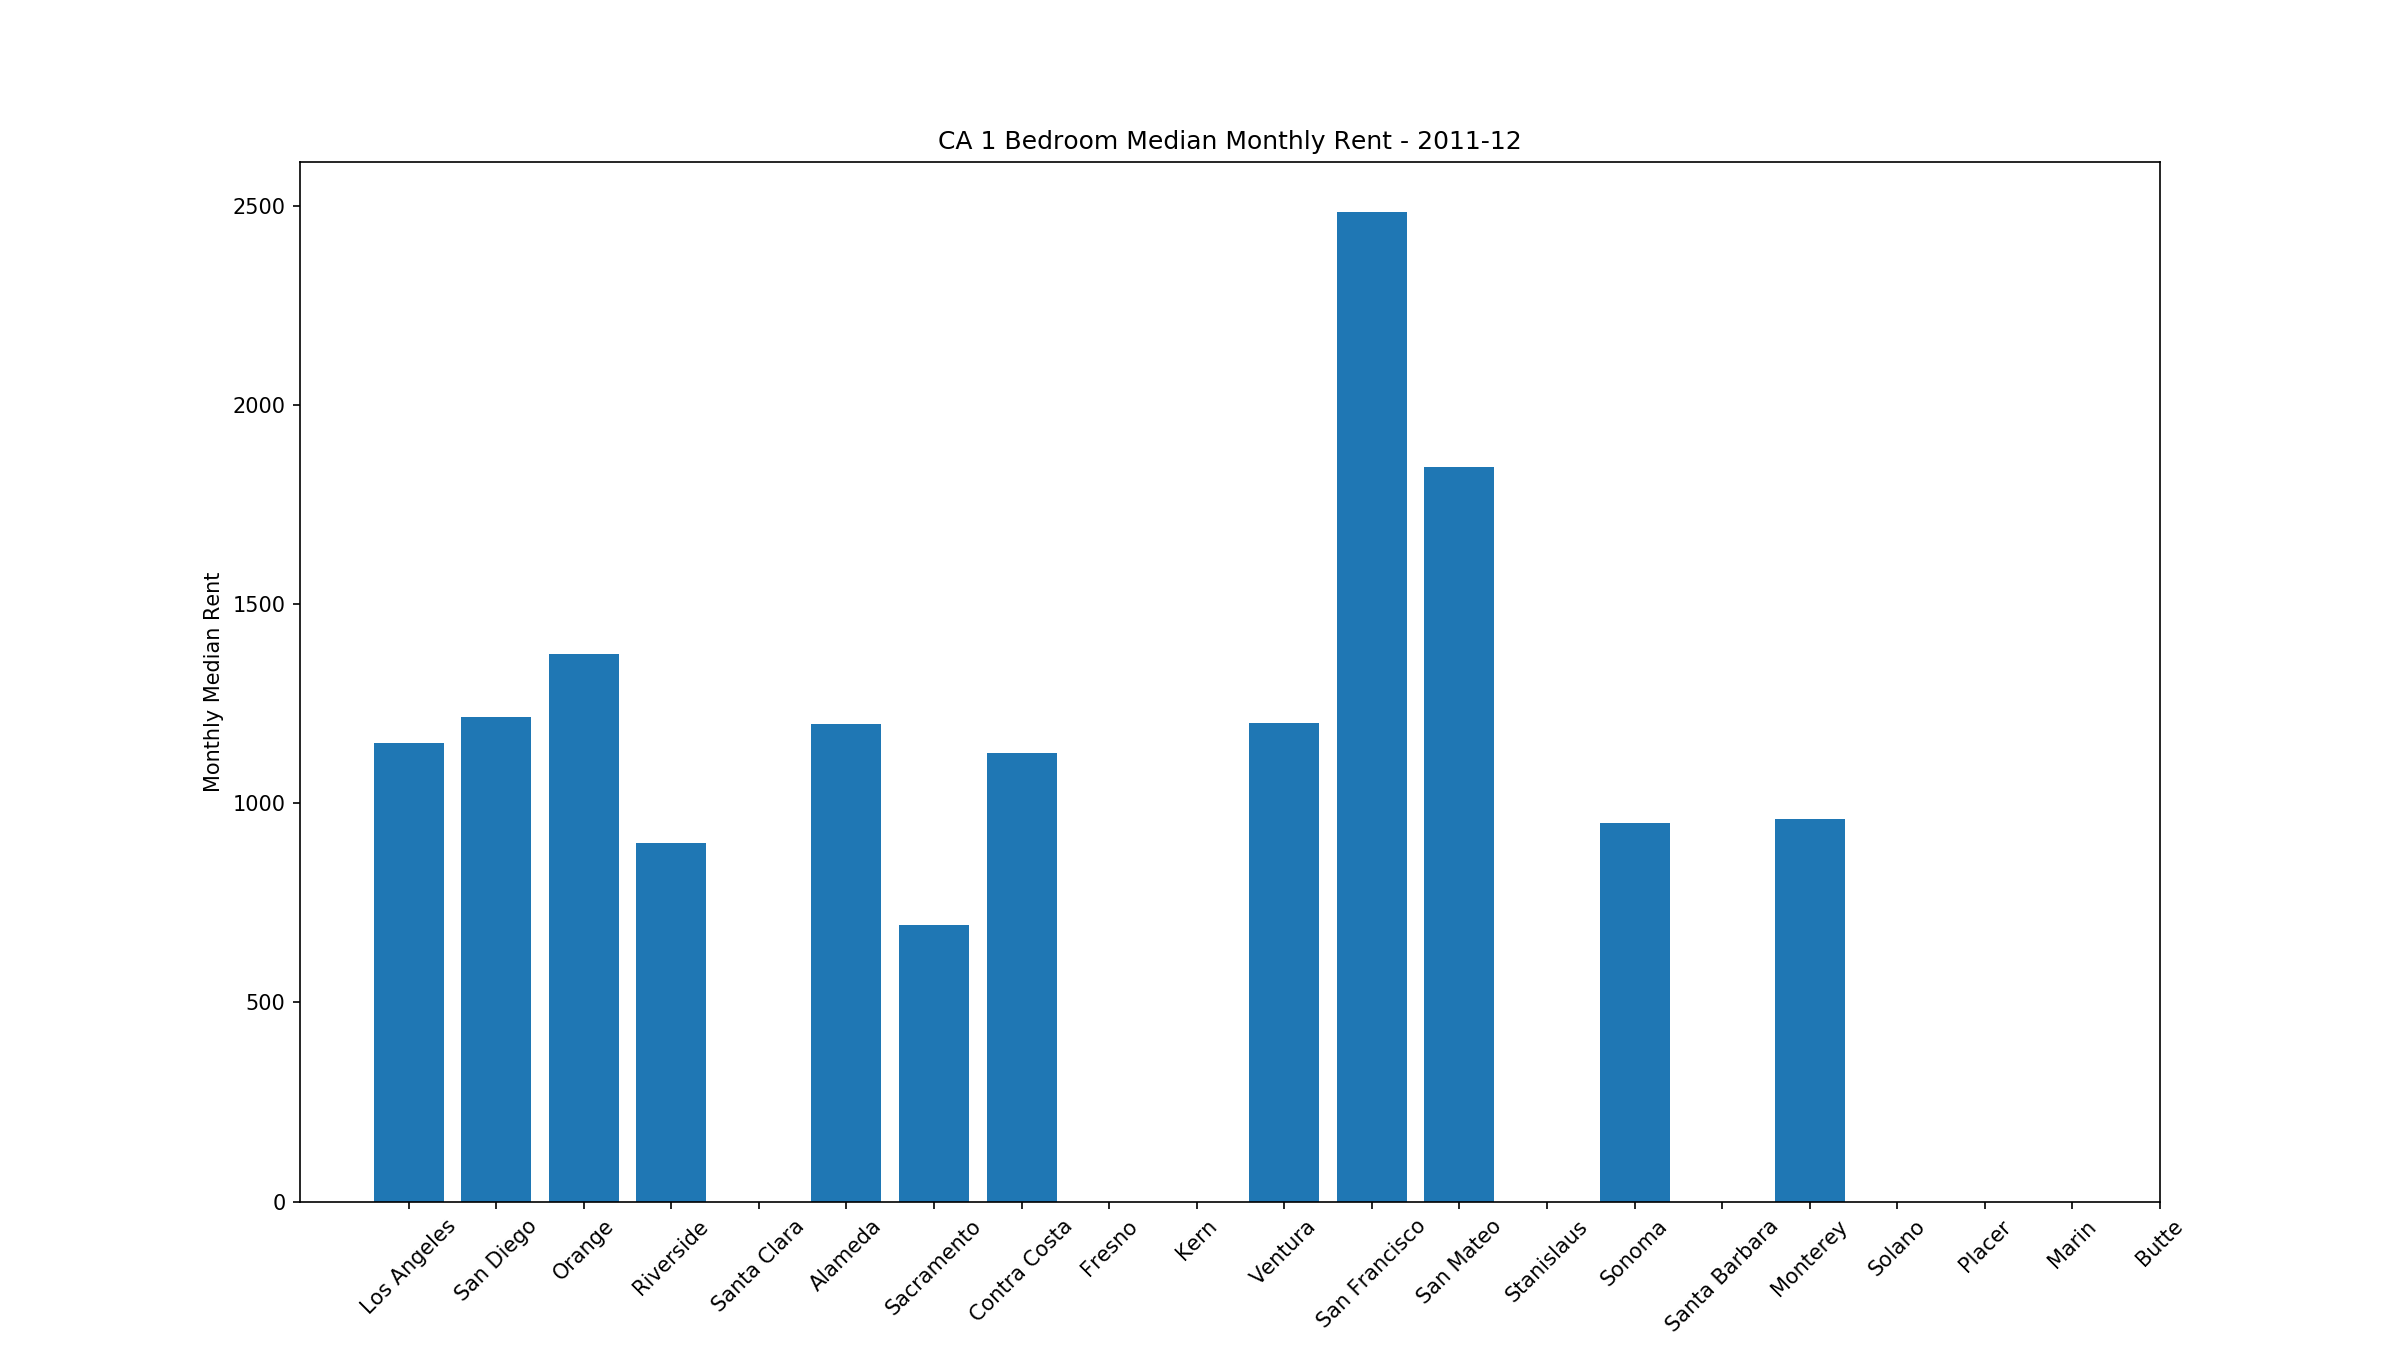 CA 1 Bedroom Median Monthly Rent - 2011-12
Monthly Median Rent
2500
2000
1500
1000
500
0
Los Angeles
San Diego
Orange
Riverside
Santa Clara
Alameda
Sacramento
Contra Costa
Fresno
Kern
Ventura
San Francisco
San Mateo
Stanislaus
Sonoma
Santa Barbara
Monterey
Solano
Placer
Marin
Butte